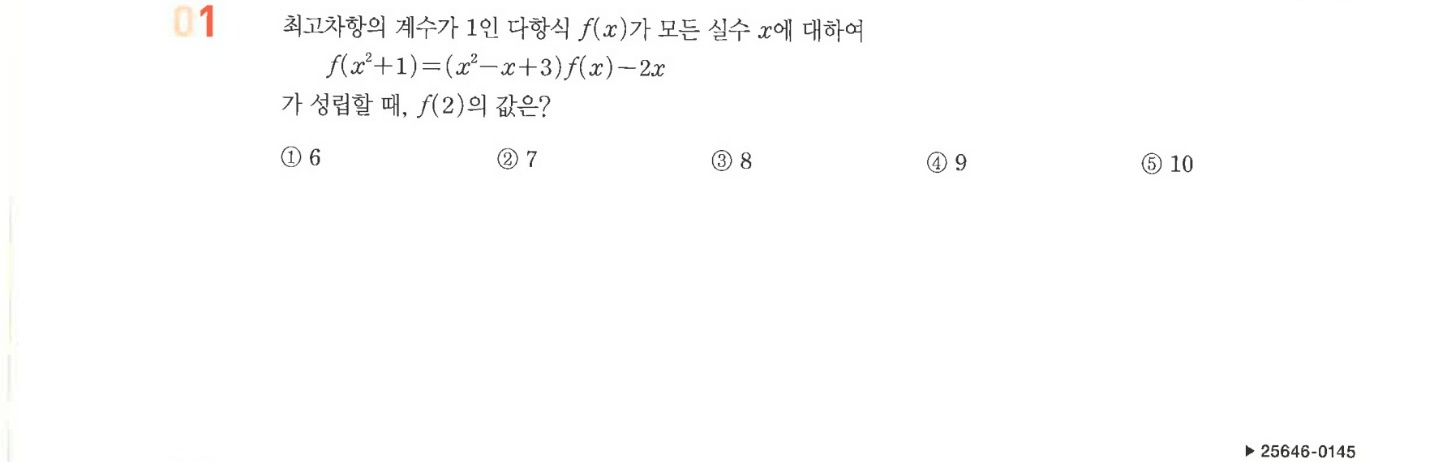 01
최고차항의 계수가 1인 다항식 f(x)가 모든 실수 x에 대하여
f(x²+1)=(x²-x+3)f(x)-2x
가 성립할 때, f(2)의 값은?
① 6 ② 7 ③ 8 ④ 9 ⑤ 10
▶ 25646-0145